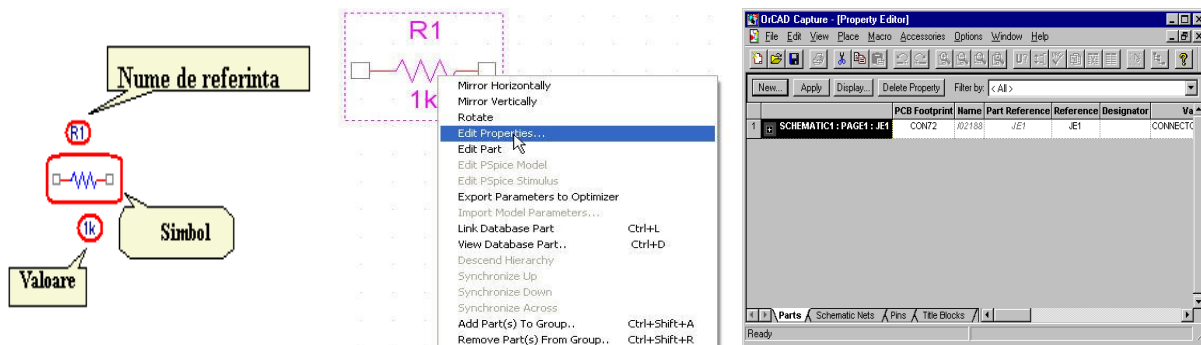 Nume de referinta
R1
1k
Simbol
Valoare
R1
1k
Mirror Horizontally
Mirror Vertically
Rotate
Edit Properties...
Edit Part
Edit PSpice Model
Edit PSpice Stimulus
Export Parameters to Optimizer
Import Model Parameters...
Link Database Part Ctrl+L
View Database Part.. Ctrl+D
Descend Hierarchy
Synchronize Up
Synchronize Down
Synchronize Across
Add Part(s) To Group.. Ctrl+Shift+A
Remove Part(s) From Group.. Ctrl+Shift+R
OrCAD Capture - [Property Editor]
File Edit View Place Macro Accessories Options Window Help
U?
New... Apply Display... Delete Property Filter by: < All >
PCB Footprint Name Part Reference Reference Designator Va
1 SCHEMATIC1 : PAGE1 : JE1 CON72 I02188 JE1 JE1 CONNECTO
Parts Schematic Nets Pins Title Blocks
Ready